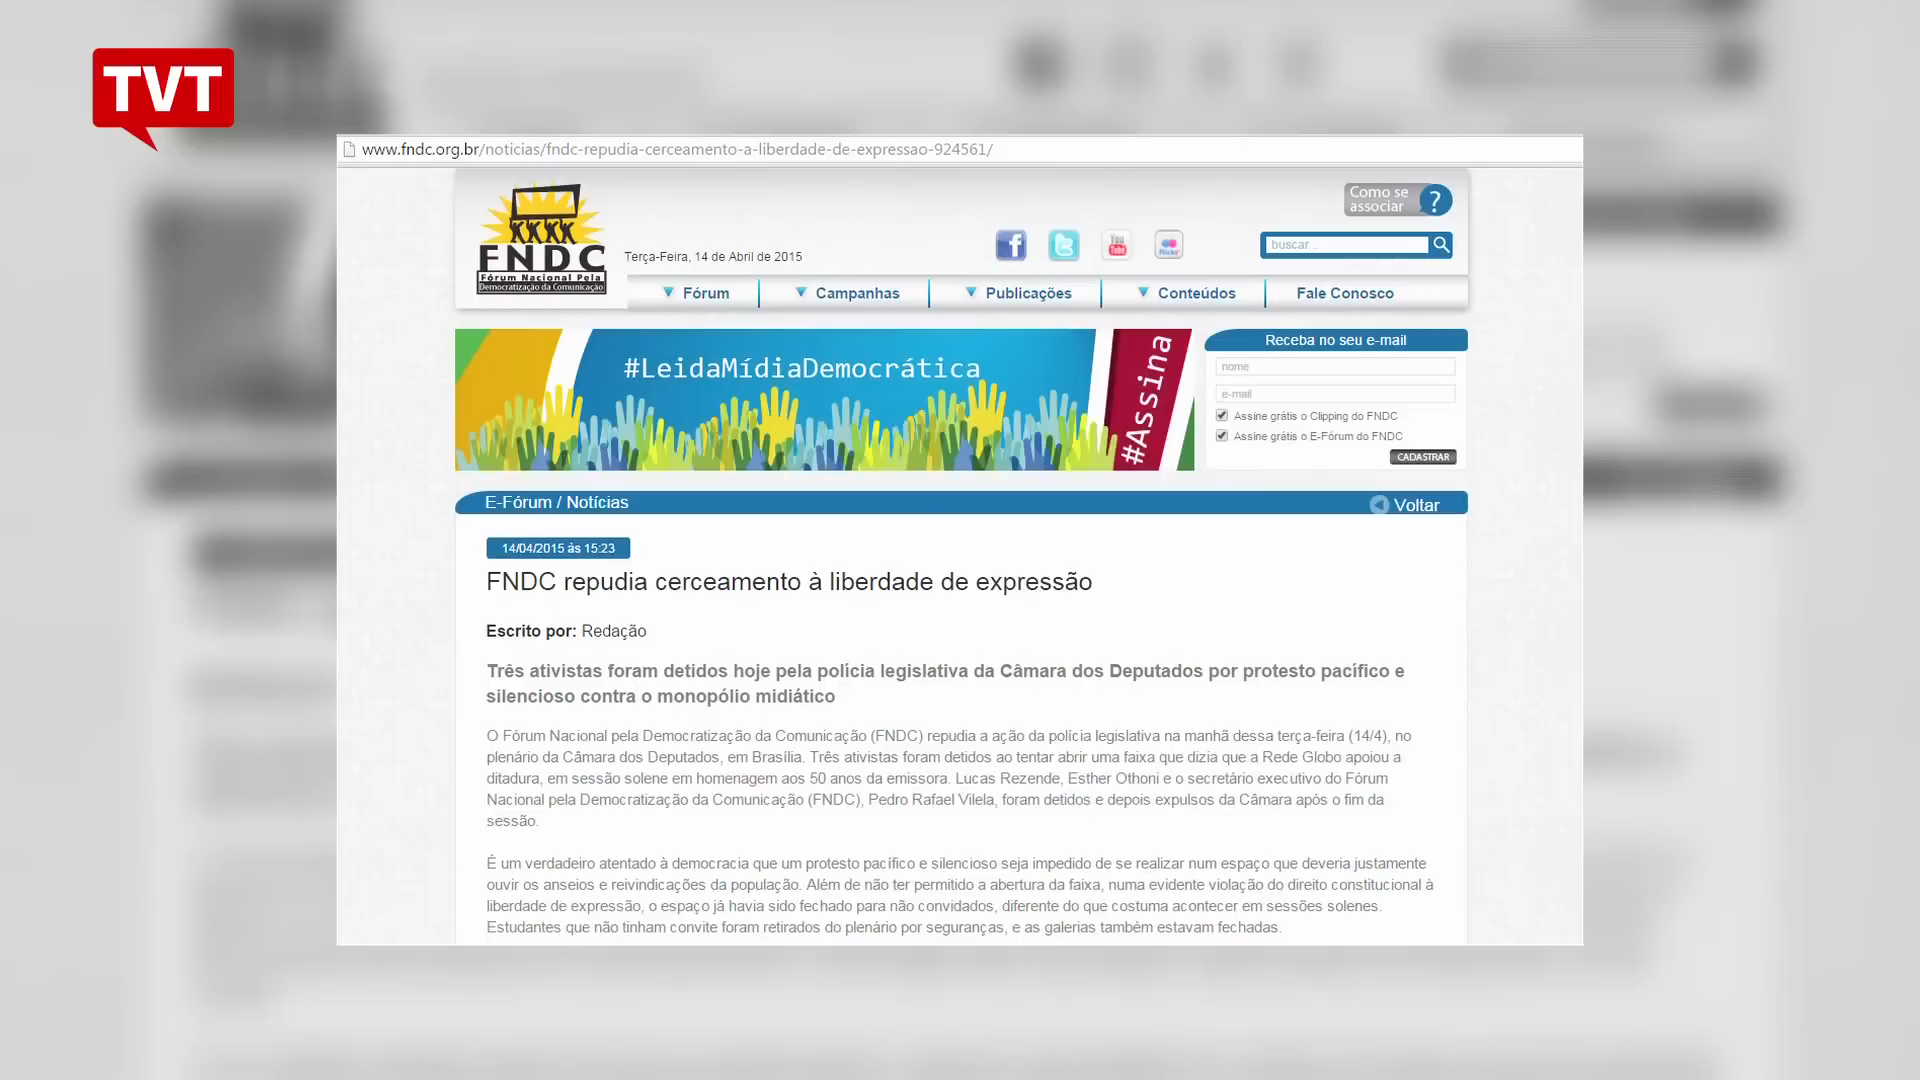 TVT
www.fndc.org.br/noticias/fndc-repudia-cerceamento-a-liberdade-de-expressao-924561/
Como se
associar
?
FNDC
Fórum Nacional Pela
Democratização da Comunicação
Terça-Feira, 14 de Abril de 2015
f
t
You
Tube
flickr
buscar...
Fórum
Campanhas
Publicações
Conteúdos
Fale Conosco
#LeidaMídiaDemocrática
#Assina
Receba no seu e-mail
nome
e-mail
Assine grátis o Clipping do FNDC
Assine grátis o E-Fórum do FNDC
CADASTRAR
E-Fórum / Notícias
Voltar
14/04/2015 às 15:23
FNDC repudia cerceamento à liberdade de expressão
Escrito por: Redação
Três ativistas foram detidos hoje pela polícia legislativa da Câmara dos Deputados por protesto pacífico e
silencioso contra o monopólio midiático
O Fórum Nacional pela Democratização da Comunicação (FNDC) repudia a ação da polícia legislativa na manhã dessa terça-feira (14/4), no
plenário da Câmara dos Deputados, em Brasília. Três ativistas foram detidos ao tentar abrir uma faixa que dizia que a Rede Globo apoiou a
ditadura, em sessão solene em homenagem aos 50 anos da emissora. Lucas Rezende, Esther Othoni e o secretário executivo do Fórum
Nacional pela Democratização da Comunicação (FNDC), Pedro Rafael Vilela, foram detidos e depois expulsos da Câmara após o fim da
sessão.
É um verdadeiro atentado à democracia que um protesto pacífico e silencioso seja impedido de se realizar num espaço que deveria justamente
ouvir os anseios e reivindicações da população. Além de não ter permitido a abertura da faixa, numa evidente violação do direito constitucional à
liberdade de expressão, o espaço já havia sido fechado para não convidados, diferente do que costuma acontecer em sessões solenes.
Estudantes que não tinham convite foram retirados do plenário por seguranças, e as galerias também estavam fechadas.